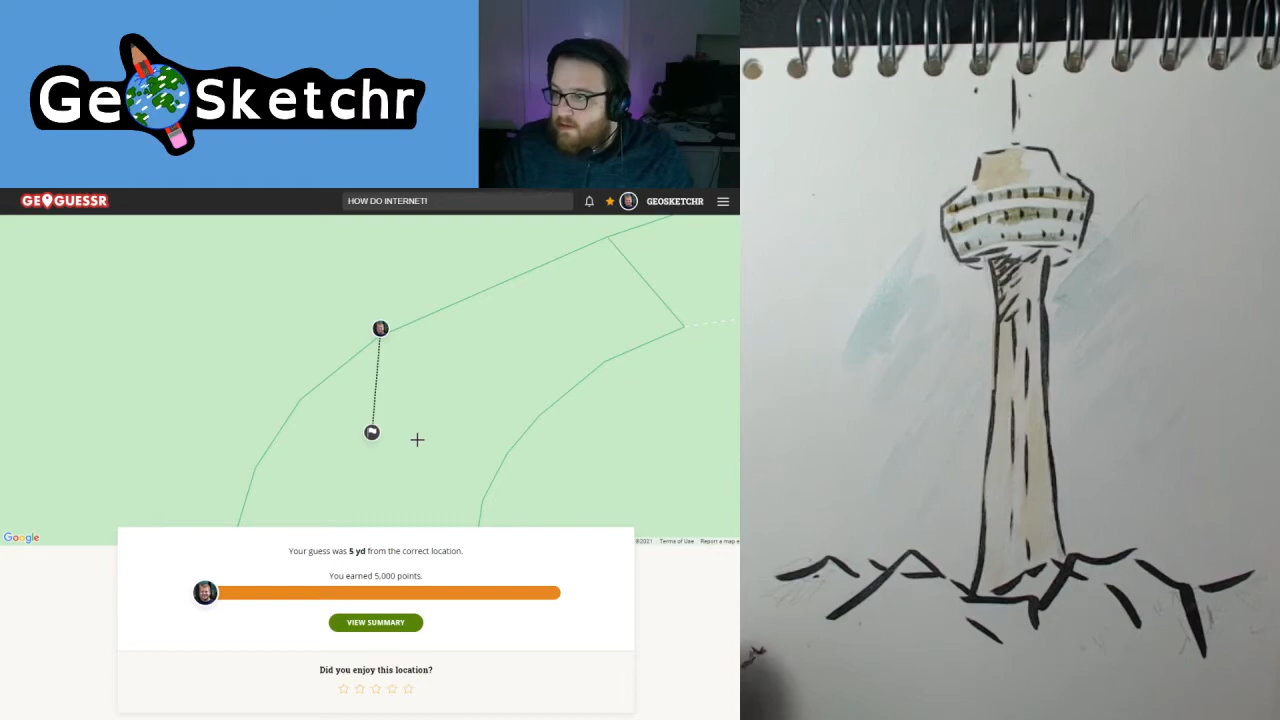 GeoSketchr
GEOGUESSR
HOW DO INTERNET!
GEOSKETCHR
Google
©2021 Terms of Use Report a map e
Your guess was 5 yd from the correct location.
You earned 5,000 points.
VIEW SUMMARY
Did you enjoy this location?